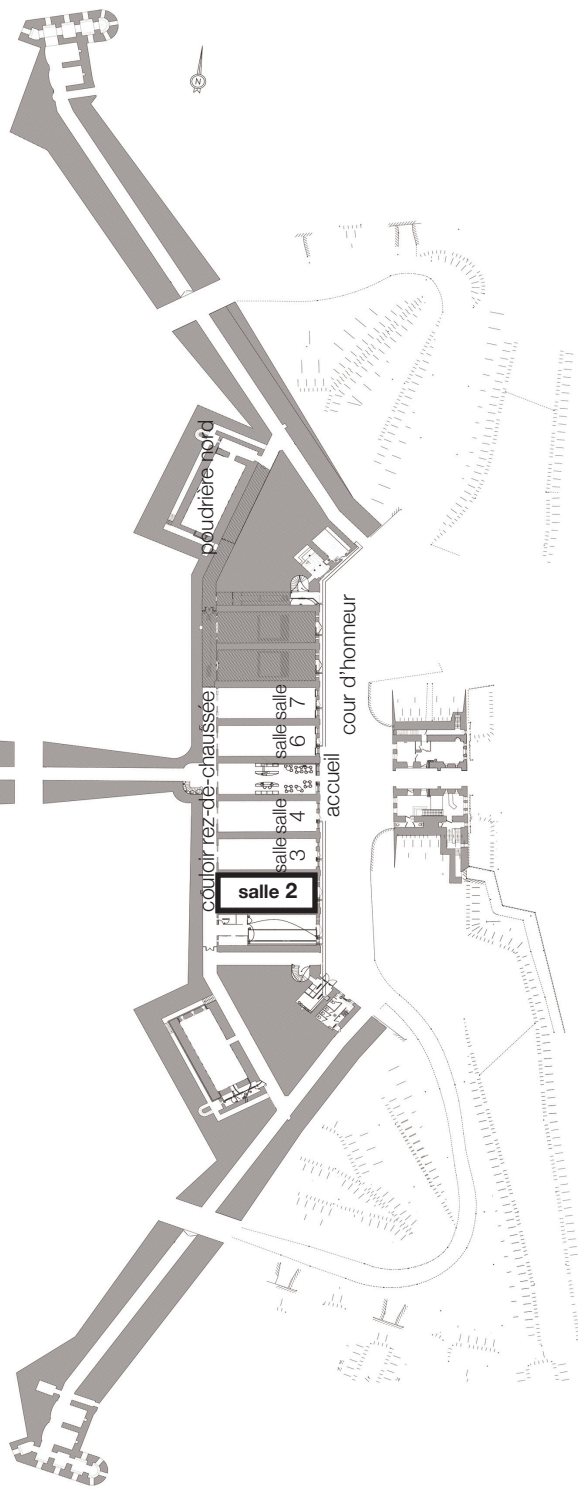 N
poudrière nord
couloir rez-de-chaussée
salle 2
salle 3
salle 4
salle 6
salle 7
accueil
cour d'honneur